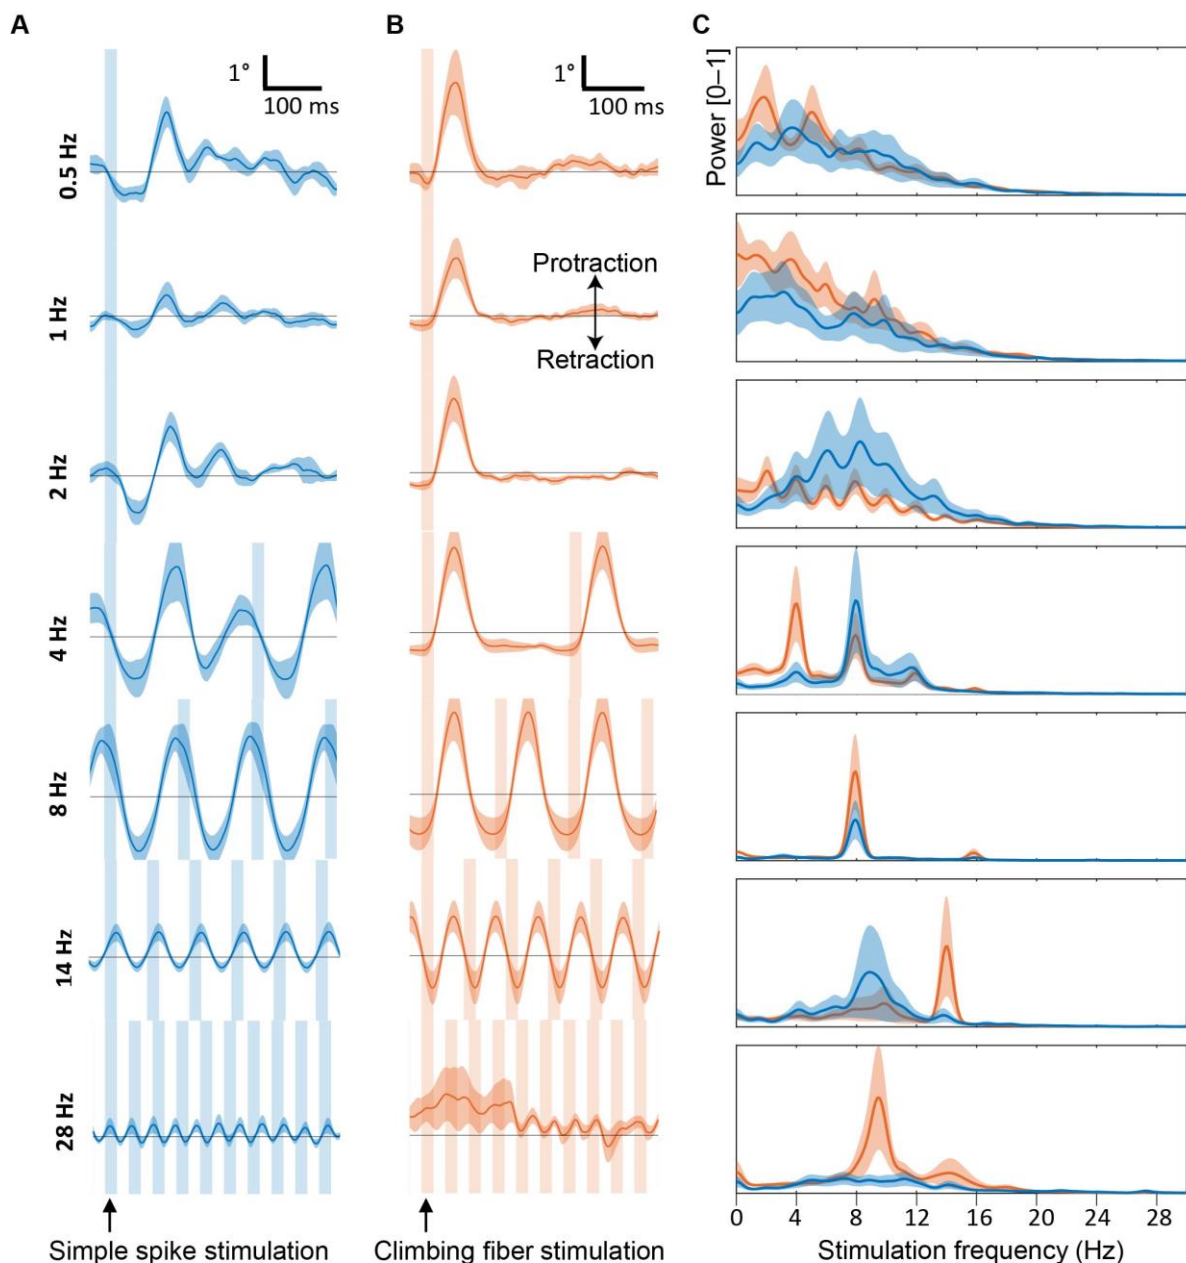 A
B
C
1°
100 ms
1°
100 ms
Power [0–1]
0.5 Hz
Protraction
Retraction
1 Hz
2 Hz
4 Hz
8 Hz
14 Hz
28 Hz
0 4 8 12 16 20 24 28
Simple spike stimulation
Climbing fiber stimulation
Stimulation frequency (Hz)